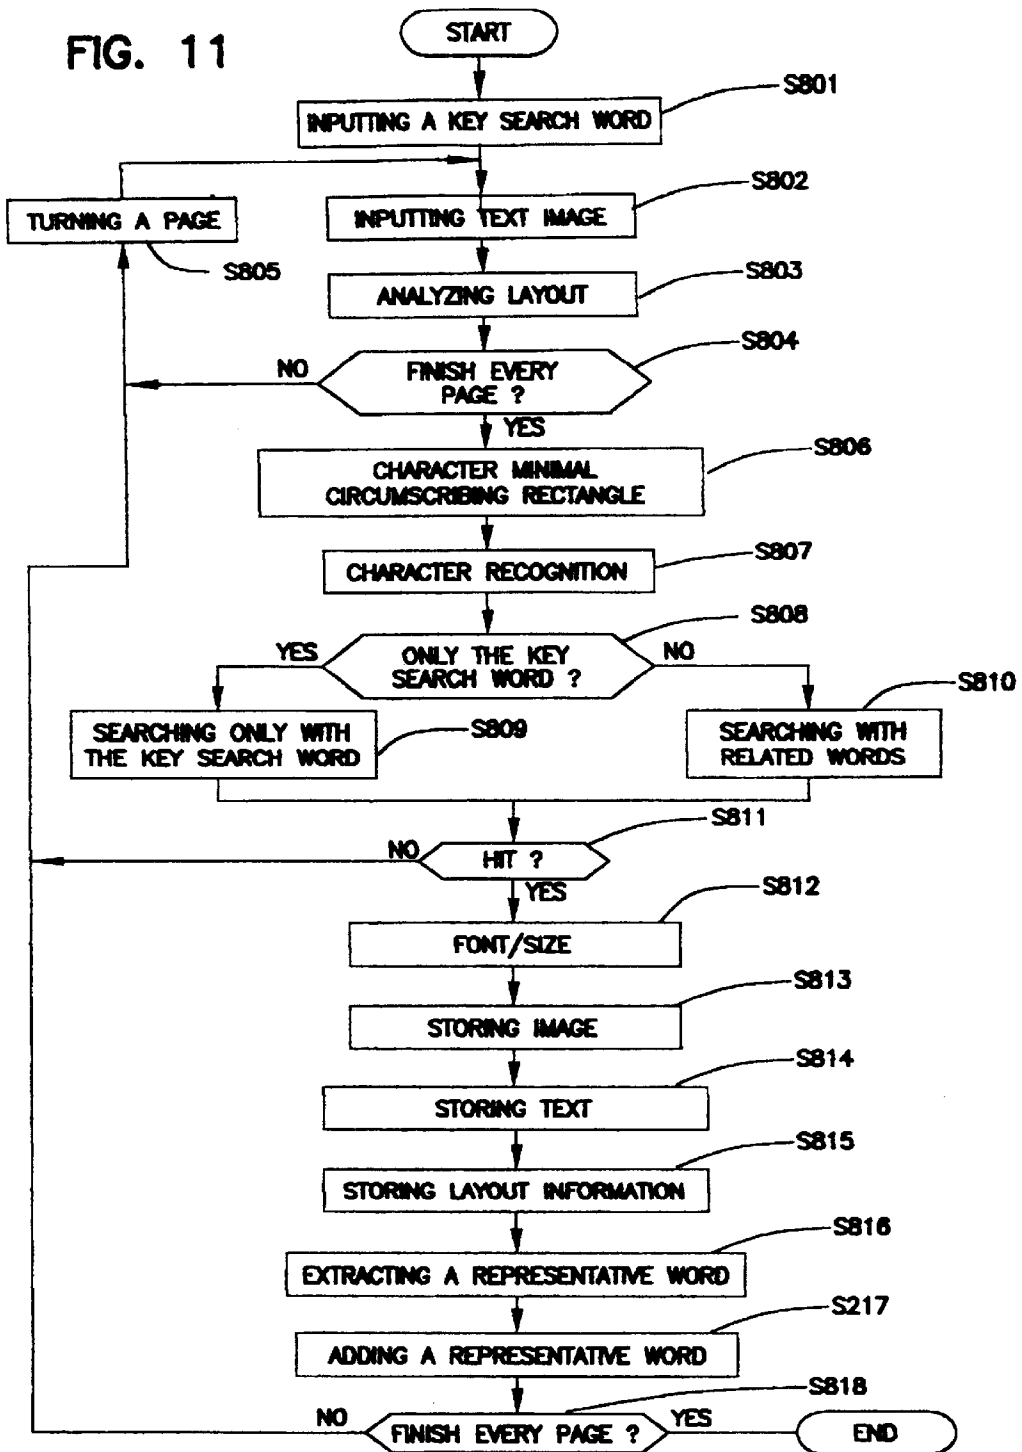 FIG. 11
START
S801
INPUTTING A KEY SEARCH WORD
S802
TURNING A PAGE
INPUTTING TEXT IMAGE
S805
S803
ANALYZING LAYOUT
S804
NO
FINISH EVERY
PAGE ?
YES
S806
CHARACTER MINIMAL
CIRCUMSCRIBING RECTANGLE
S807
CHARACTER RECOGNITION
S808
YES
ONLY THE KEY
SEARCH WORD ?
NO
S810
SEARCHING ONLY WITH
THE KEY SEARCH WORD
S809
SEARCHING WITH
RELATED WORDS
S811
NO
HIT ?
YES
S812
FONT/SIZE
S813
STORING IMAGE
S814
STORING TEXT
S815
STORING LAYOUT INFORMATION
S816
EXTRACTING A REPRESENTATIVE WORD
S217
ADDING A REPRESENTATIVE WORD
S818
NO
FINISH EVERY PAGE ?
YES
END